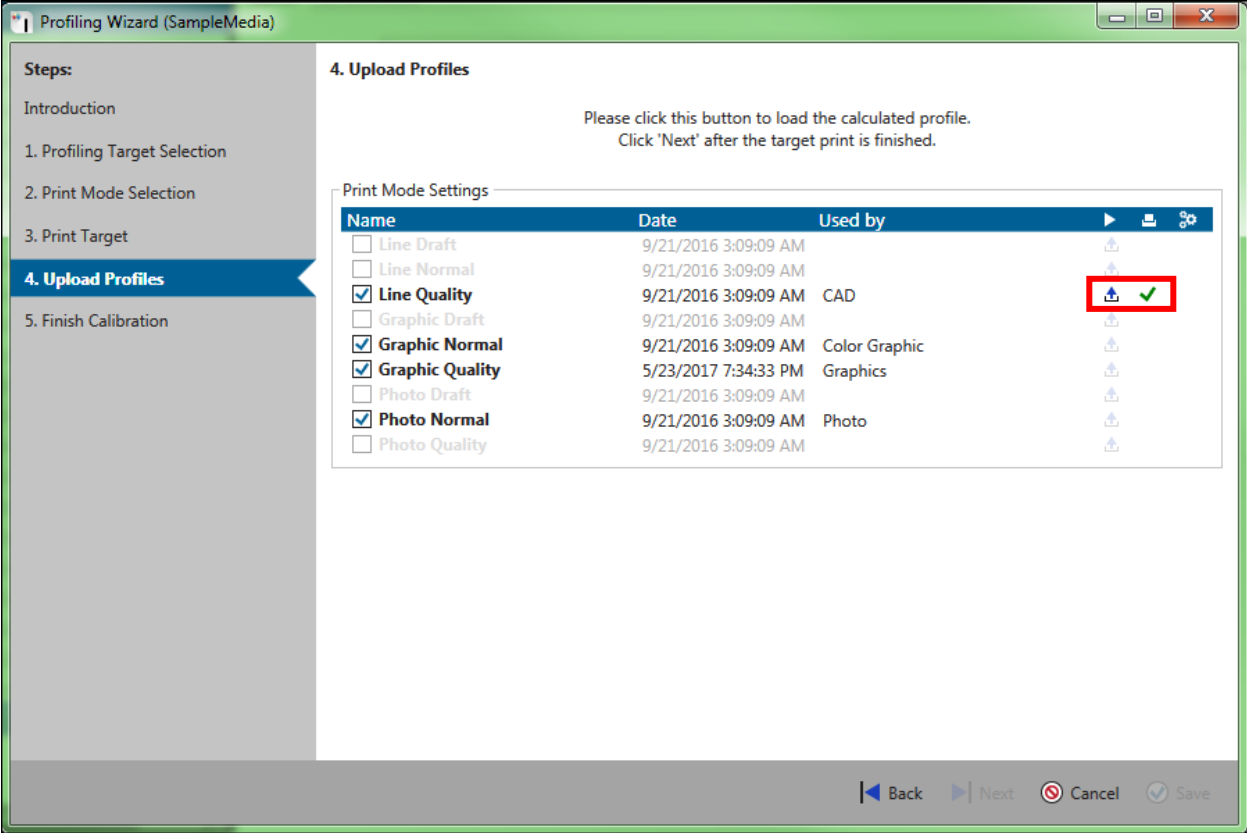 Profiling Wizard (SampleMedia)
Steps:
Introduction
1. Profiling Target Selection
2. Print Mode Selection
3. Print Target
4. Upload Profiles
5. Finish Calibration
4. Upload Profiles
Please click this button to load the calculated profile.
Click 'Next' after the target print is finished.
Print Mode Settings
Name Date Used by
Line Draft 9/21/2016 3:09:09 AM
Line Normal 9/21/2016 3:09:09 AM
Line Quality 9/21/2016 3:09:09 AM CAD
Graphic Draft 9/21/2016 3:09:09 AM
Graphic Normal 9/21/2016 3:09:09 AM Color Graphic
Graphic Quality 5/23/2017 7:34:33 PM Graphics
Photo Draft 9/21/2016 3:09:09 AM
Photo Normal 9/21/2016 3:09:09 AM Photo
Photo Quality 9/21/2016 3:09:09 AM
Back Next Cancel Save